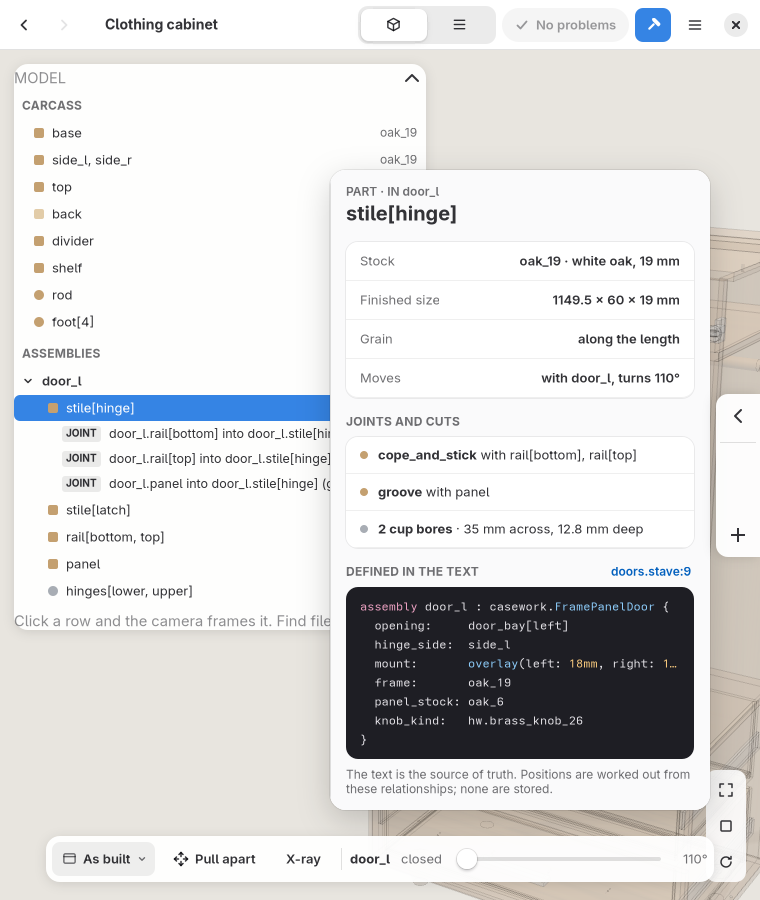 Clothing cabinet
No problems
MODEL
CARCASS
base oak_19
side_l, side_r oak_19
top
back
divider
shelf
rod
foot[4]
ASSEMBLIES
door_l
stile[hinge]
JOINT door_l.rail[bottom] into door_l.stile[hin
JOINT door_l.rail[top] into door_l.stile[hinge]
JOINT door_l.panel into door_l.stile[hinge] (g
stile[latch]
rail[bottom, top]
panel
hinges[lower, upper]
Click a row and the camera frames it. Find file
PART · IN door_l
stile[hinge]
Stock oak_19 · white oak, 19 mm
Finished size 1149.5 × 60 × 19 mm
Grain along the length
Moves with door_l, turns 110°
JOINTS AND CUTS
cope_and_stick with rail[bottom], rail[top]
groove with panel
2 cup bores · 35 mm across, 12.8 mm deep
DEFINED IN THE TEXT doors.stave:9
assembly door_l : casework.FramePanelDoor {
opening: door_bay[left]
hinge_side: side_l
mount: overlay(left: 18mm, right: 1…
frame: oak_19
panel_stock: oak_6
knob_kind: hw.brass_knob_26
}
The text is the source of truth. Positions are worked out from
these relationships; none are stored.
As built Pull apart X-ray door_l closed 110°